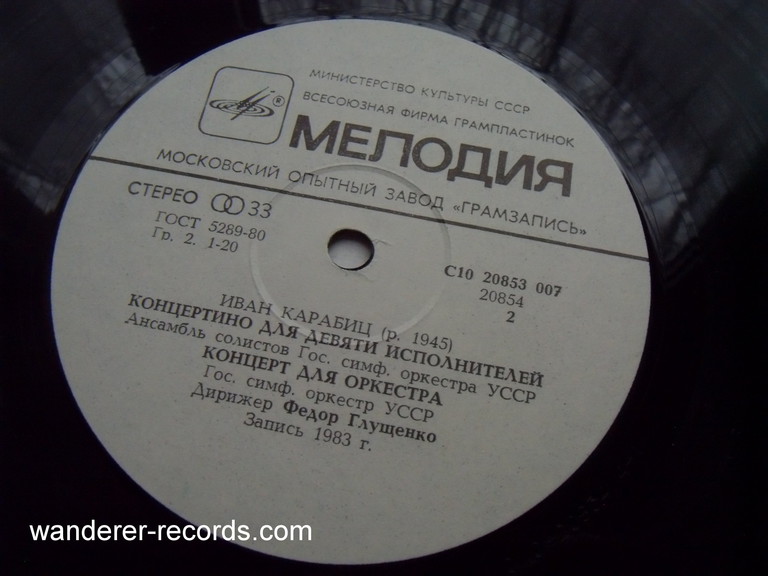 МИНИСТЕРСТВО КУЛЬТУРЫ СССР
ВСЕСОЮЗНАЯ ФИРМА ГРАМПЛАСТИНОК
®
МЕЛОДИЯ
МОСКОВСКИЙ ОПЫТНЫЙ ЗАВОД «ГРАМЗАПИСЬ»
СТЕРЕО 33
ГОСТ 5289-80
Гр. 2. 1-20
С10 20853 007
20854
2
ИВАН КАРАБИЦ (р. 1945)
КОНЦЕРТИНО ДЛЯ ДЕВЯТИ ИСПОЛНИТЕЛЕЙ
Ансамбль солистов Гос. симф. оркестра УССР
КОНЦЕРТ ДЛЯ ОРКЕСТРА
Гос. симф. оркестр УССР
Дирижер Федор Глущенко
Запись 1983 г.
wanderer-records.com